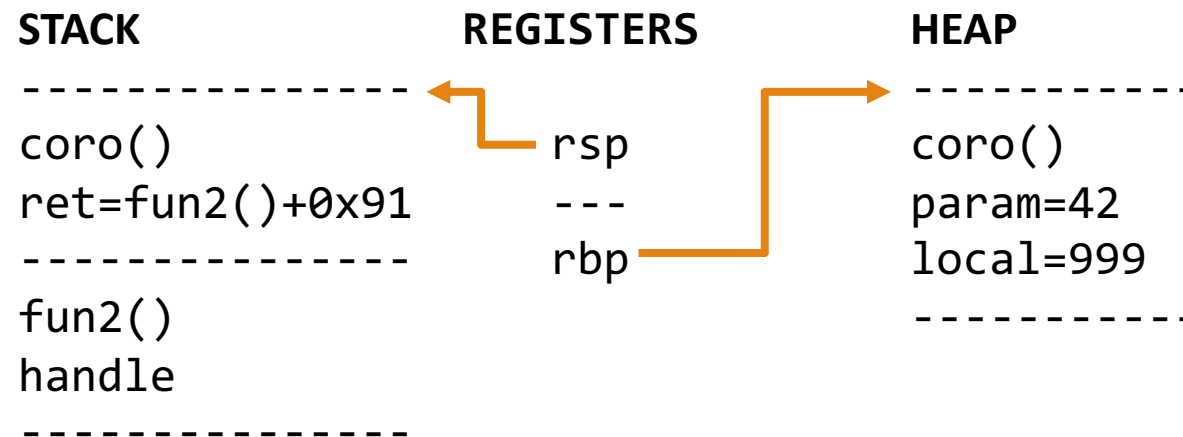 STACK
---------------
coro()
ret=fun2()+0x91
---------------
fun2()
handle
---------------
REGISTERS
rsp
---
rbp
HEAP
-----------
coro()
param=42
local=999
-----------